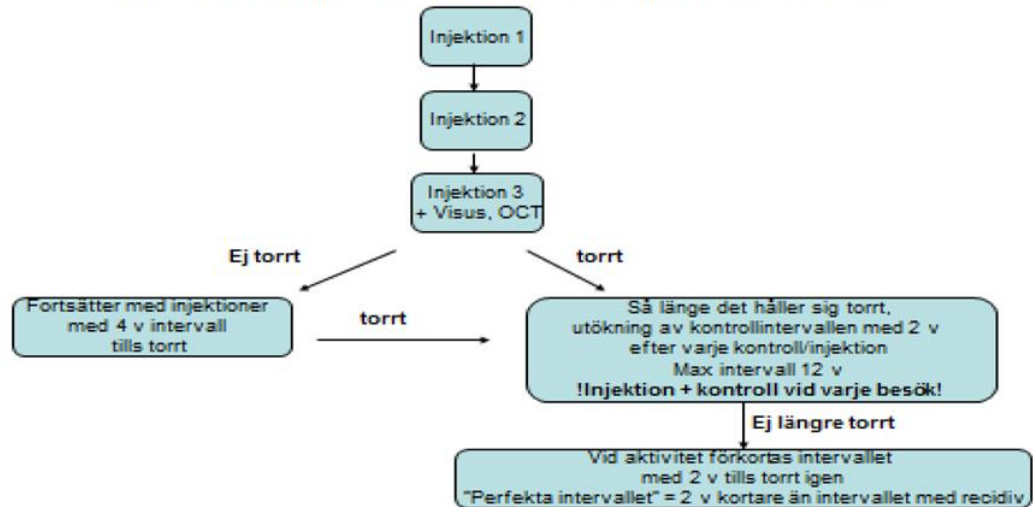 Injektion 1
Injektion 2
Injektion 3
+ Visus, OCT
Ej torrt
torrt
Fortsätter med injektioner
med 4 v intervall
tills torrt
torrt
Så länge det håller sig torrt,
utökning av kontrollintervallen med 2 v
efter varje kontroll/injektion
Max intervall 12 v
!Injektion + kontroll vid varje besök!
Ej längre torrt
Vid aktivitet förkortas intervallet
med 2 v tills torrt igen
"Perfekta intervallet" = 2 v kortare än intervallet med recidiv